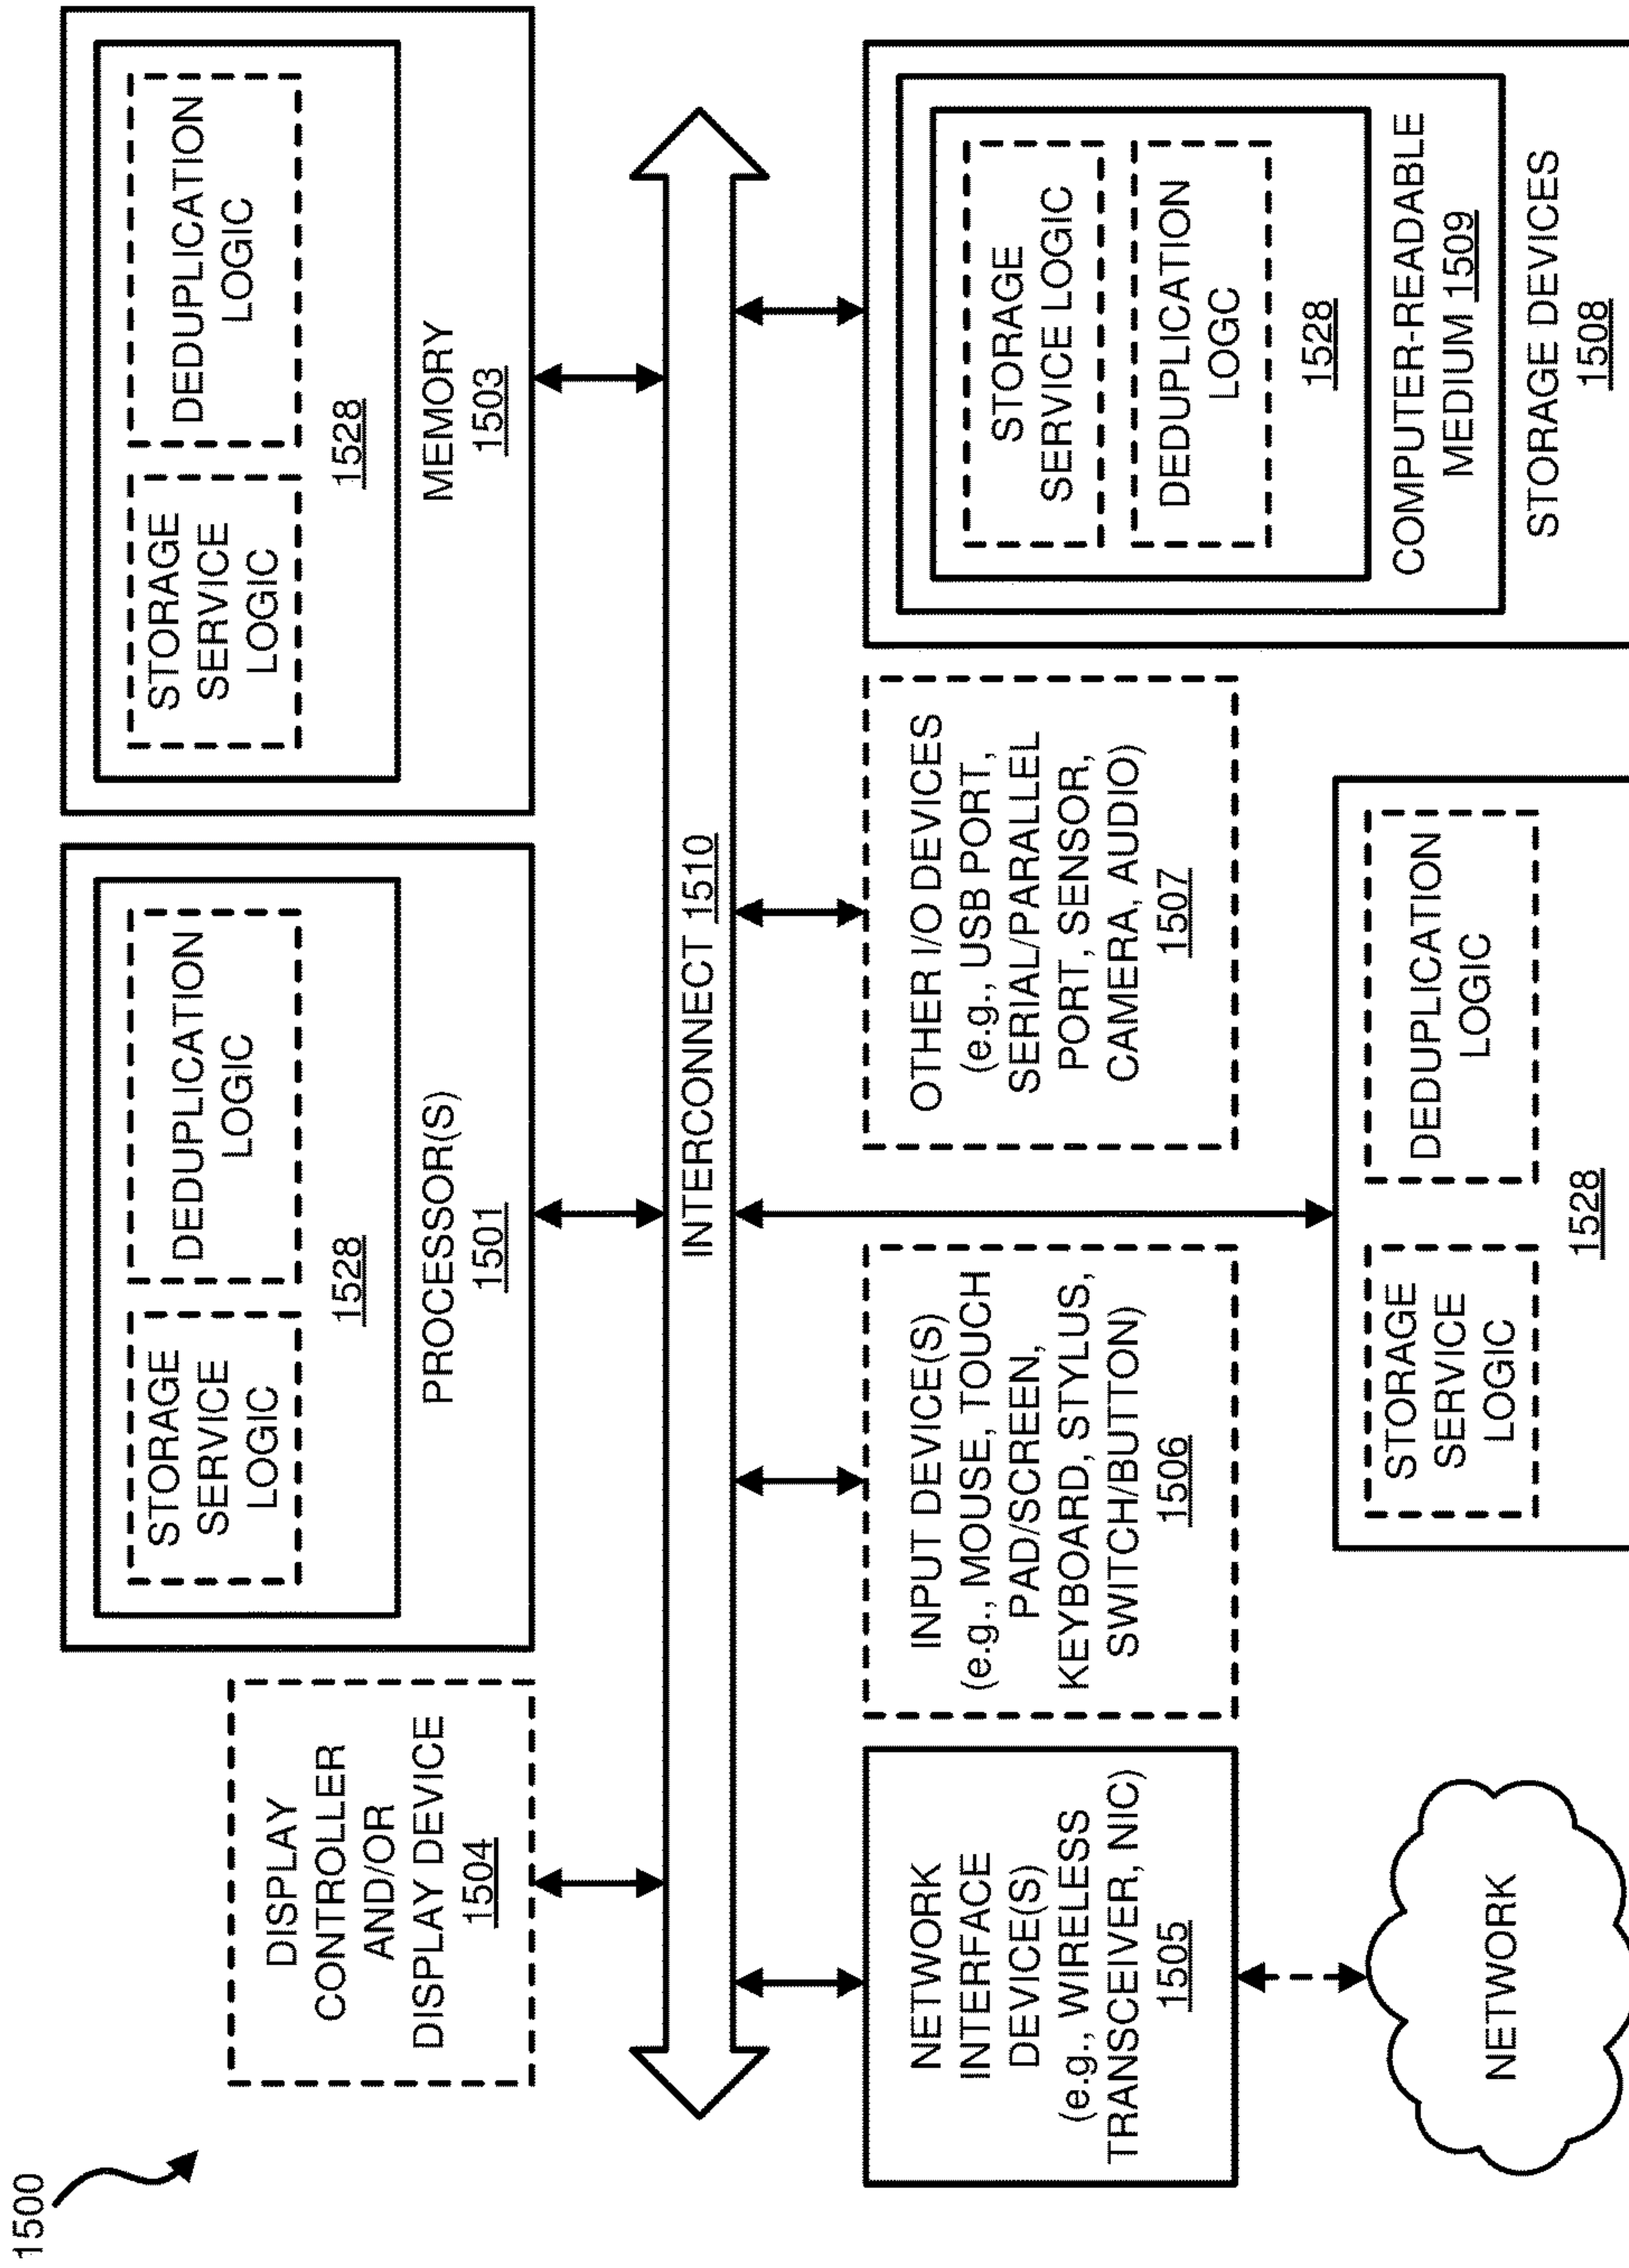 1500
DISPLAY
CONTROLLER
AND/OR
DISPLAY DEVICE
1504
STORAGE
SERVICE
LOGIC
DEDUPLICATION
LOGIC
1528
PROCESSOR(S)
1501
STORAGE
SERVICE
LOGIC
DEDUPLICATION
LOGIC
1528
MEMORY
1503
INTERCONNECT 1510
NETWORK
INTERFACE
DEVICE(S)
(e.g., WIRELESS
TRANSCEIVER, NIC)
1505
INPUT DEVICE(S)
(e.g., MOUSE, TOUCH
PAD/SCREEN,
KEYBOARD, STYLUS,
SWITCH/BUTTON)
1506
OTHER I/O DEVICES
(e.g., USB PORT,
SERIAL/PARALLEL
PORT, SENSOR,
CAMERA, AUDIO)
1507
STORAGE
SERVICE LOGIC
DEDUPLICATION
LOGC
1528
COMPUTER-READABLE
MEDIUM 1509
STORAGE DEVICES
1508
NETWORK
STORAGE
SERVICE
LOGIC
DEDUPLICATION
LOGIC
1528